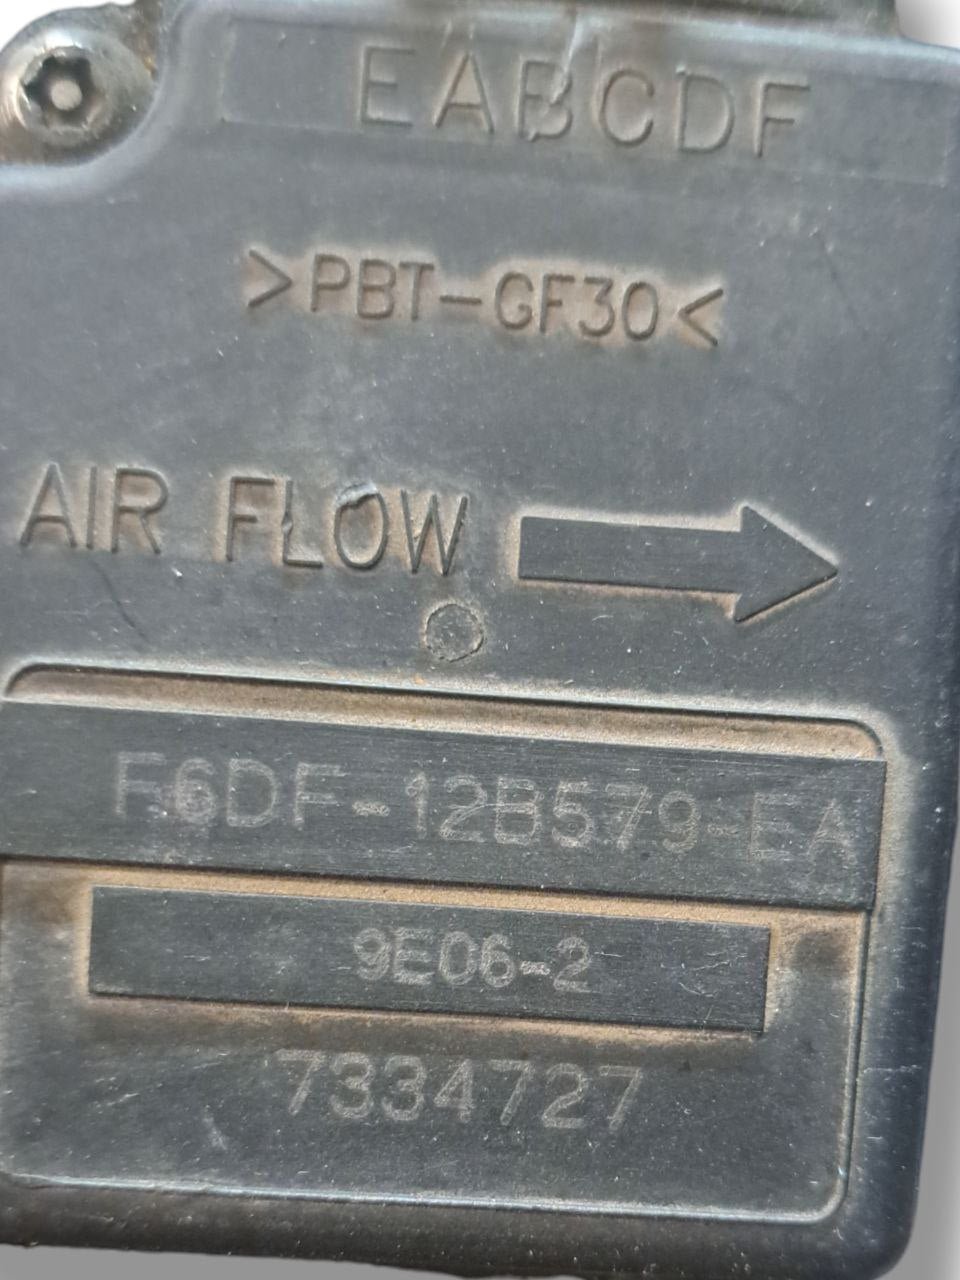 EABCDF
>PBT-GF30<
AIR FLOW
F6DF-12B579-EA
9E06-2
7334727